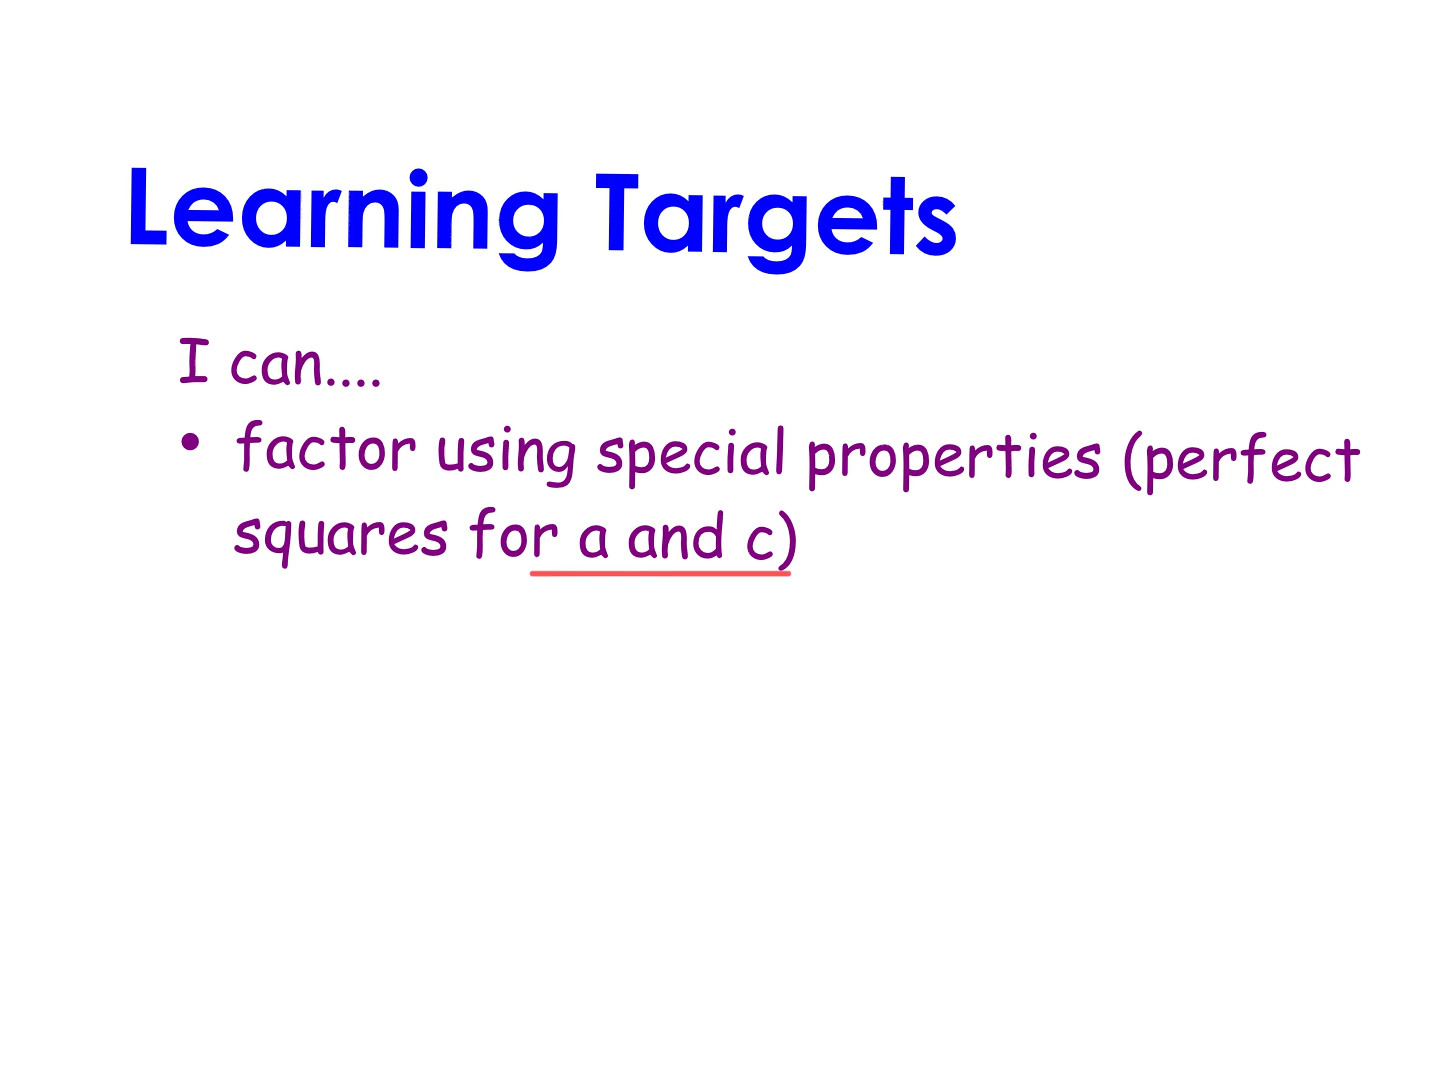 Learning Targets
I can....
• factor using special properties (perfect
squares for a and c)